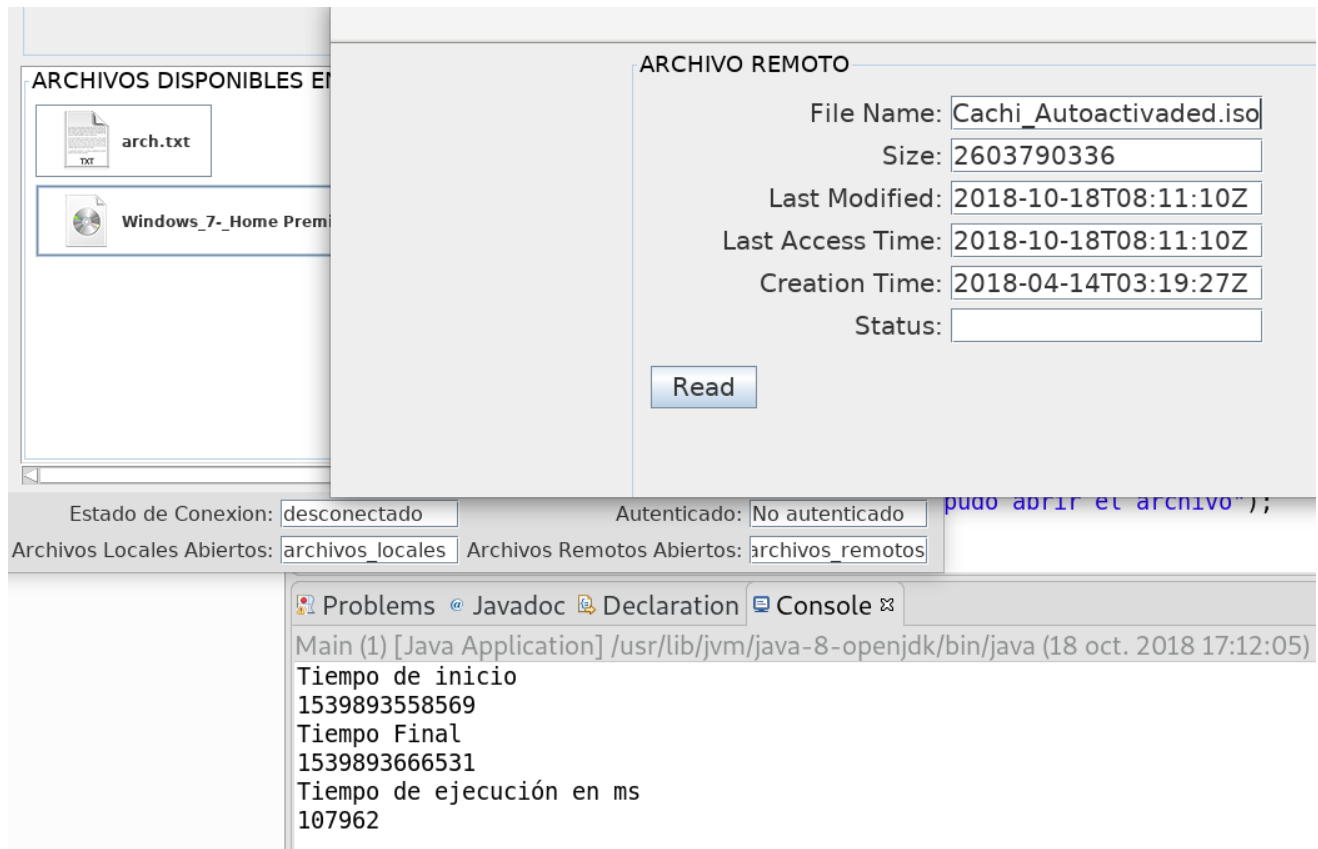 ARCHIVO REMOTO
ARCHIVOS DISPONIBLES EN
File Name: Cachi_Autoactivaded.iso
arch.txt
TXT
Size: 2603790336
Last Modified: 2018-10-18T08:11:10Z
Windows_7-_Home Premi
Last Access Time: 2018-10-18T08:11:10Z
Creation Time: 2018-04-14T03:19:27Z
Status:
Read
Estado de Conexion: desconectado Autenticado: No autenticado
pudo abrir el archivo");
Archivos Locales Abiertos: archivos_locales Archivos Remotos Abiertos: archivos_remotos
Problems @ Javadoc Declaration Console
Main (1) [Java Application] /usr/lib/jvm/java-8-openjdk/bin/java (18 oct. 2018 17:12:05)
Tiempo de inicio
1539893558569
Tiempo Final
1539893666531
Tiempo de ejecución en ms
107962